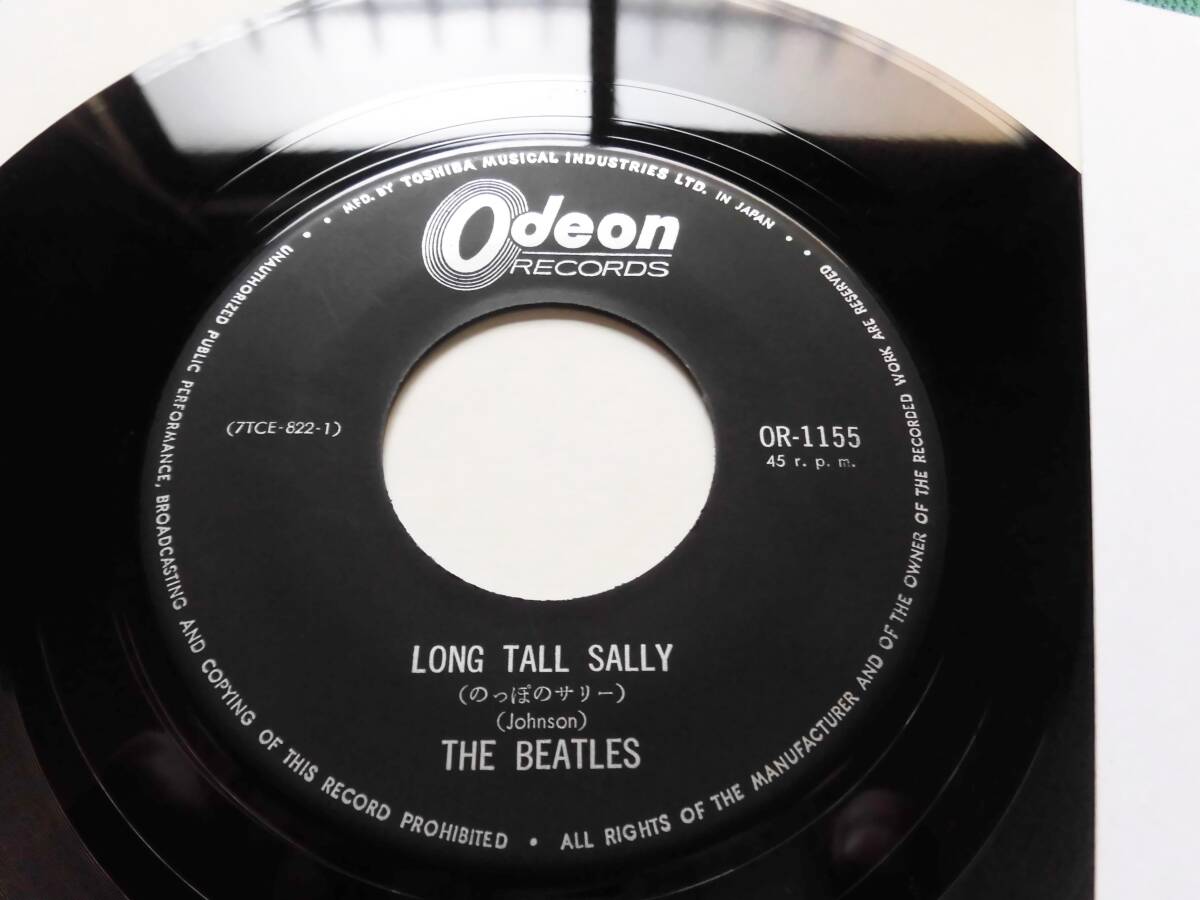 MFD. BY TOSHIBA MUSICAL INDUSTRIES LTD. IN JAPAN
Odeon
RECORDS
(7TCE-822-1)
OR-1155
45 r. p. m.
LONG TALL SALLY
(のっぽのサリー)
(Johnson)
THE BEATLES
UNAUTHORIZED PUBLIC PERFORMANCE, BROADCASTING AND COPYING OF THIS RECORD PROHIBITED • ALL RIGHTS OF THE MANUFACTURER AND OF THE OWNER OF THE RECORDED WORK ARE RESERVED